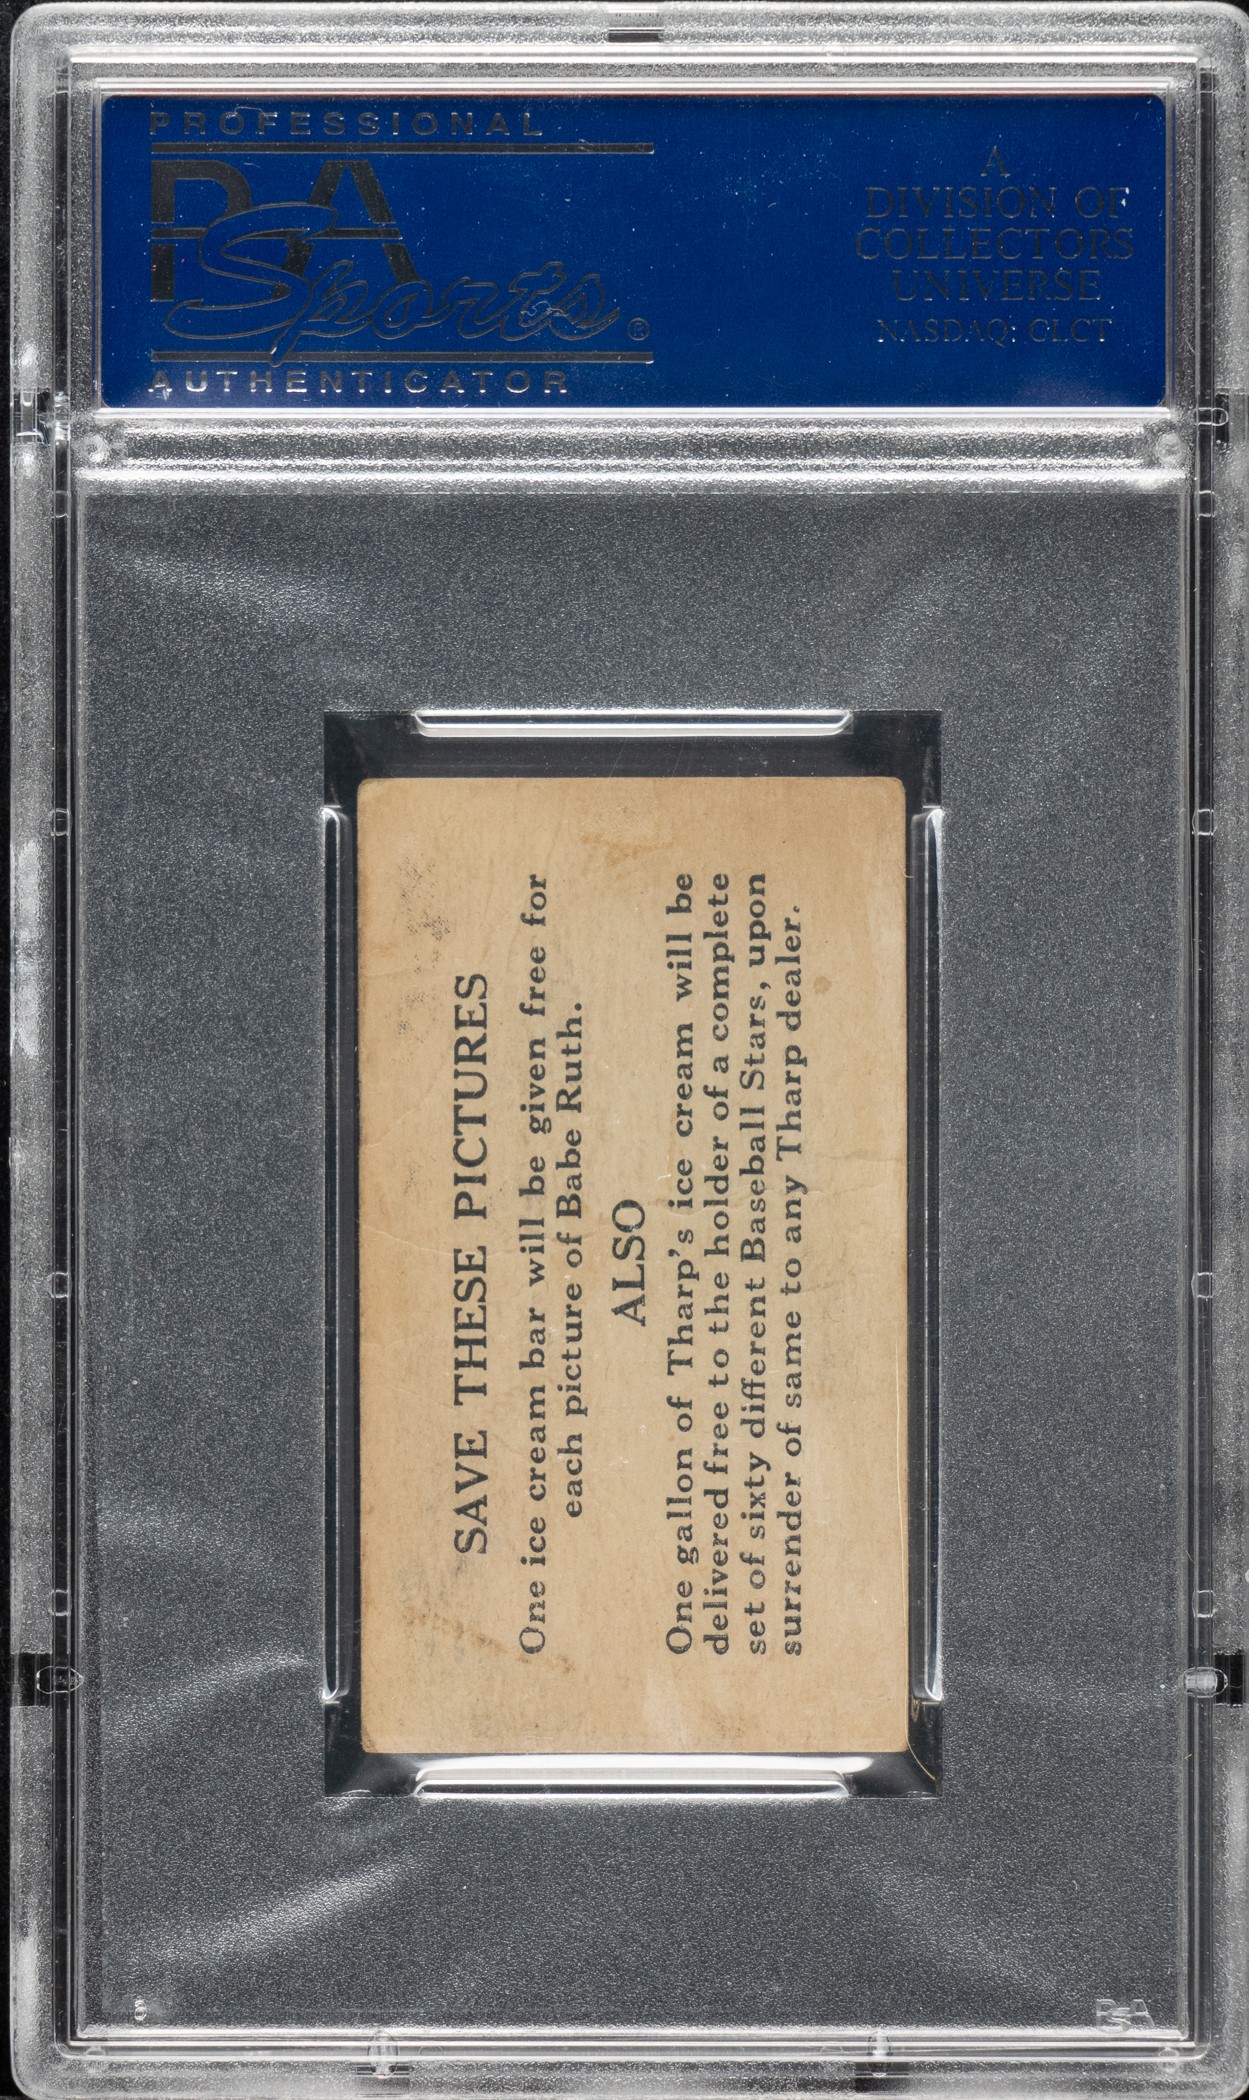 PROFESSIONAL
PSA
Sports®
AUTHENTICATOR
A
DIVISION OF
COLLECTORS
UNIVERSE
NASDAQ: CLCT
SAVE THESE PICTURES
One ice cream bar will be given free for
each picture of Babe Ruth.
ALSO
One gallon of Tharp's ice cream will be
delivered free to the holder of a complete
set of sixty different Baseball Stars, upon
surrender of same to any Tharp dealer.
PSA